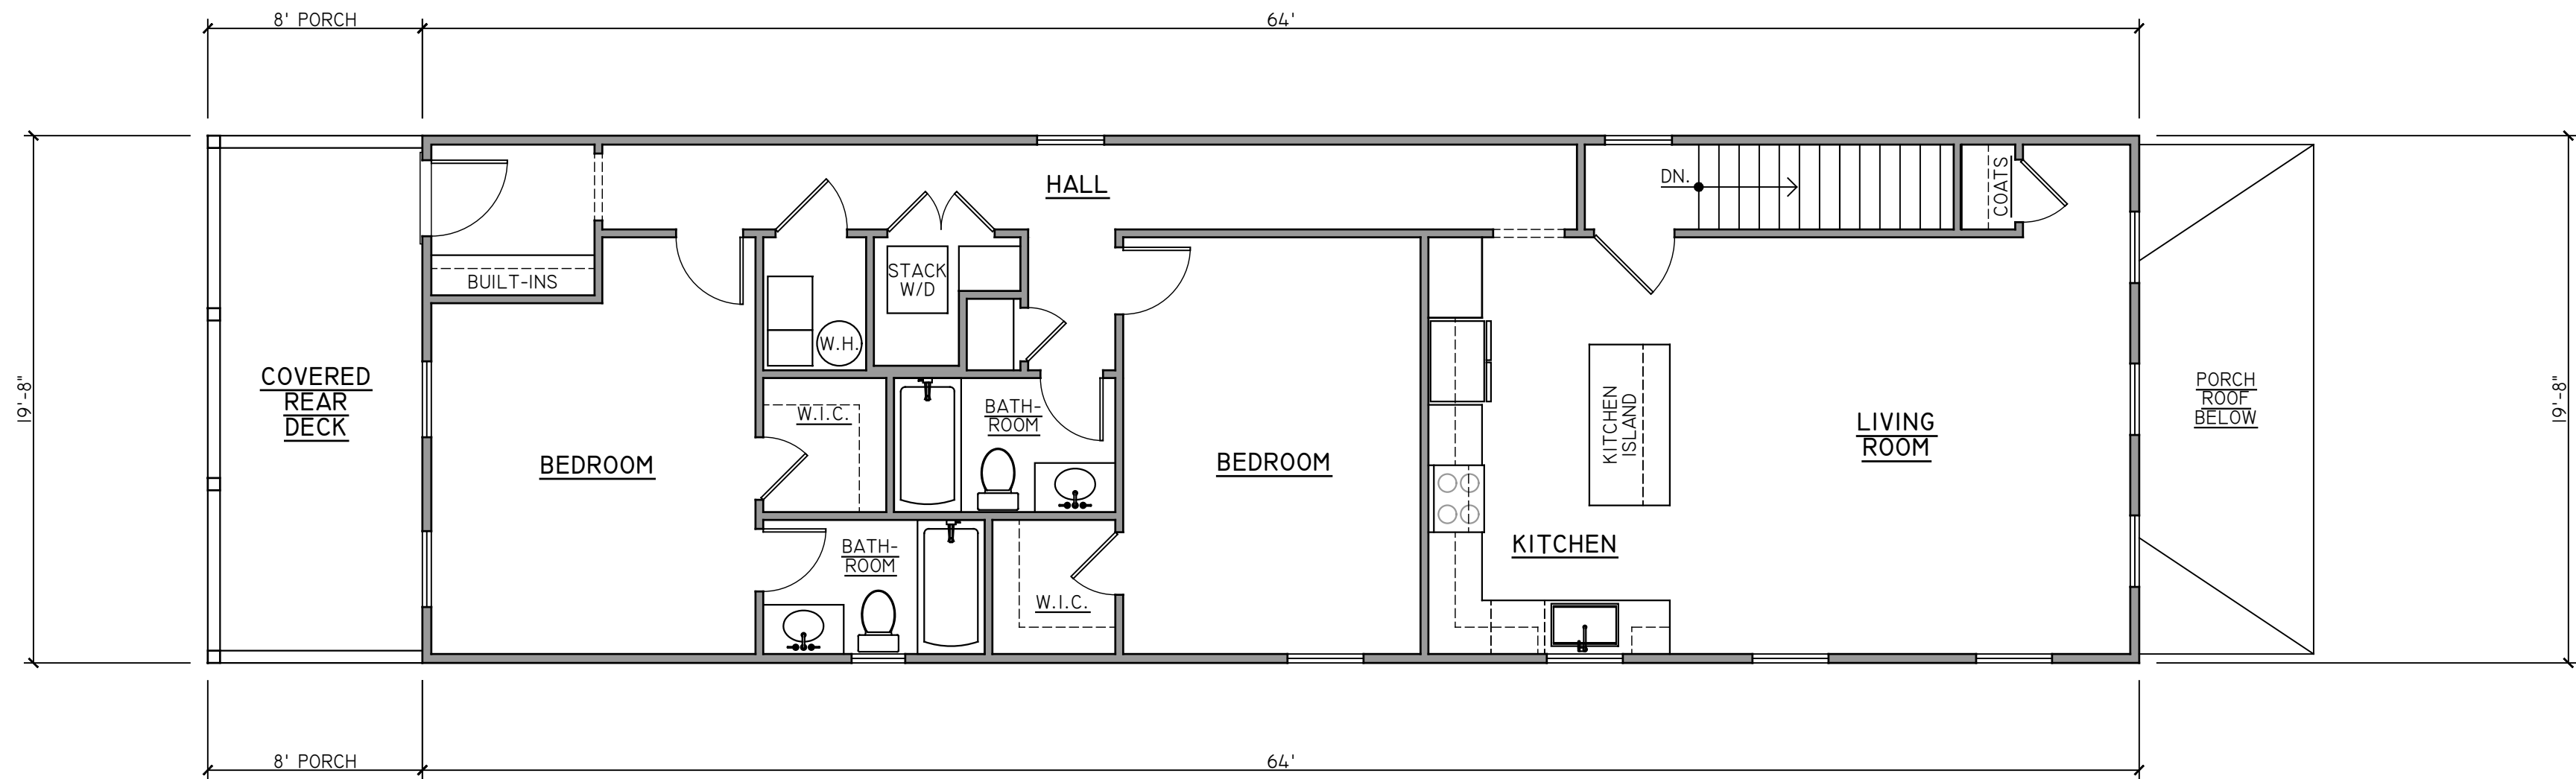 8' PORCH
64'
HALL
DN.
COATS
BUILT-INS
STACK
W/D
W.H.
19'-8"
COVERED
REAR
DECK
BEDROOM
W.I.C.
BATH-
ROOM
BEDROOM
KITCHEN
ISLAND
LIVING
ROOM
PORCH
ROOF
BELOW
19'-8"
BATH-
ROOM
W.I.C.
KITCHEN
8' PORCH
64'